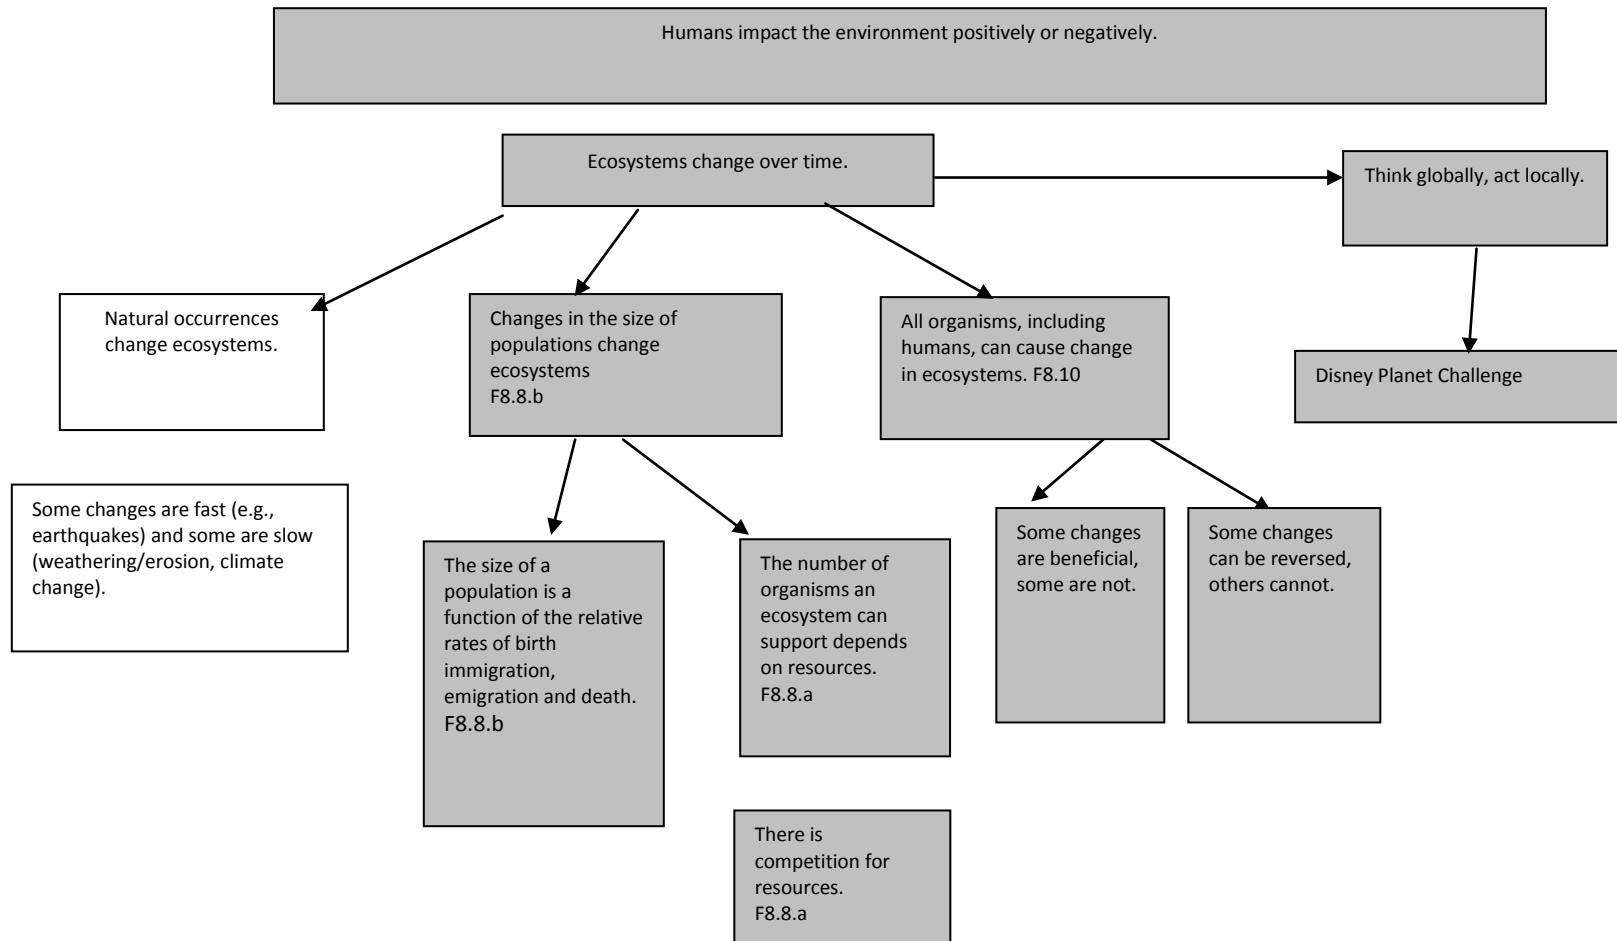 Humans impact the environment positively or negatively.
Ecosystems change over time.
Think globally, act locally.
Natural occurrences
change ecosystems.
Changes in the size of
populations change
ecosystems
F8.8.b
All organisms, including
humans, can cause change
in ecosystems. F8.10
Disney Planet Challenge
Some changes are fast (e.g.,
earthquakes) and some are slow
(weathering/erosion, climate
change).
The size of a
population is a
function of the relative
rates of birth
immigration,
emigration and death.
F8.8.b
The number of
organisms an
ecosystem can
support depends
on resources.
F8.8.a
Some changes
are beneficial,
some are not.
Some changes
can be reversed,
others cannot.
There is
competition for
resources.
F8.8.a